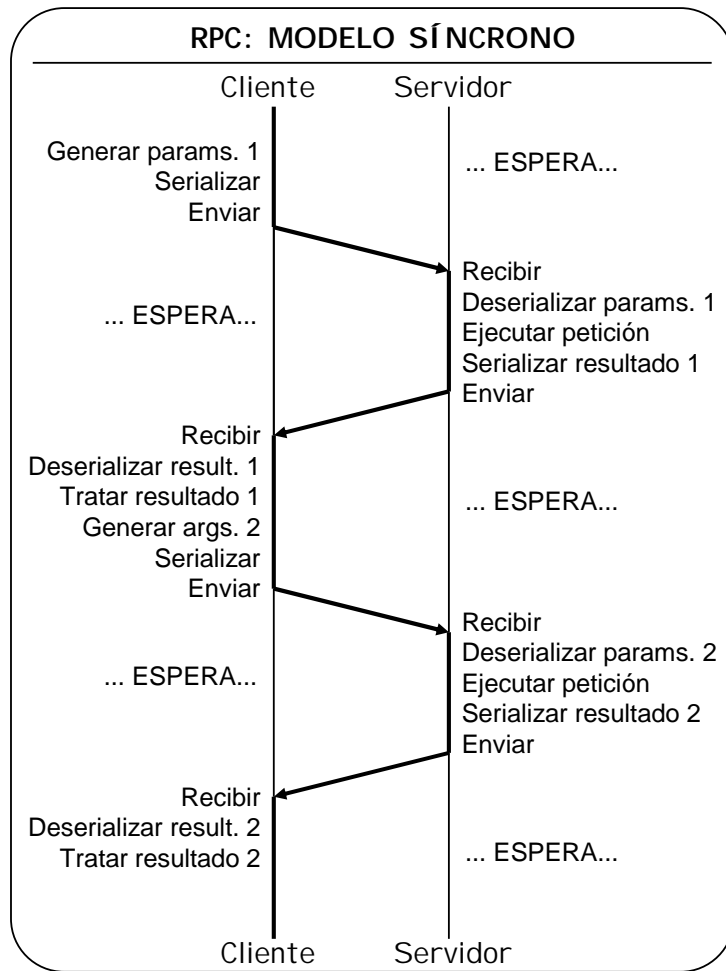 RPC: MODELO SÍNCRONO
Cliente Servidor
Generar params. 1
Serializar
Enviar
... ESPERA...
Recibir
Deserializar params. 1
Ejecutar petición
Serializar resultado 1
Enviar
... ESPERA...
Recibir
Deserializar result. 1
Tratar resultado 1
Generar args. 2
Serializar
Enviar
... ESPERA...
Recibir
Deserializar params. 2
Ejecutar petición
Serializar resultado 2
Enviar
... ESPERA...
Recibir
Deserializar result. 2
Tratar resultado 2
... ESPERA...
Cliente Servidor